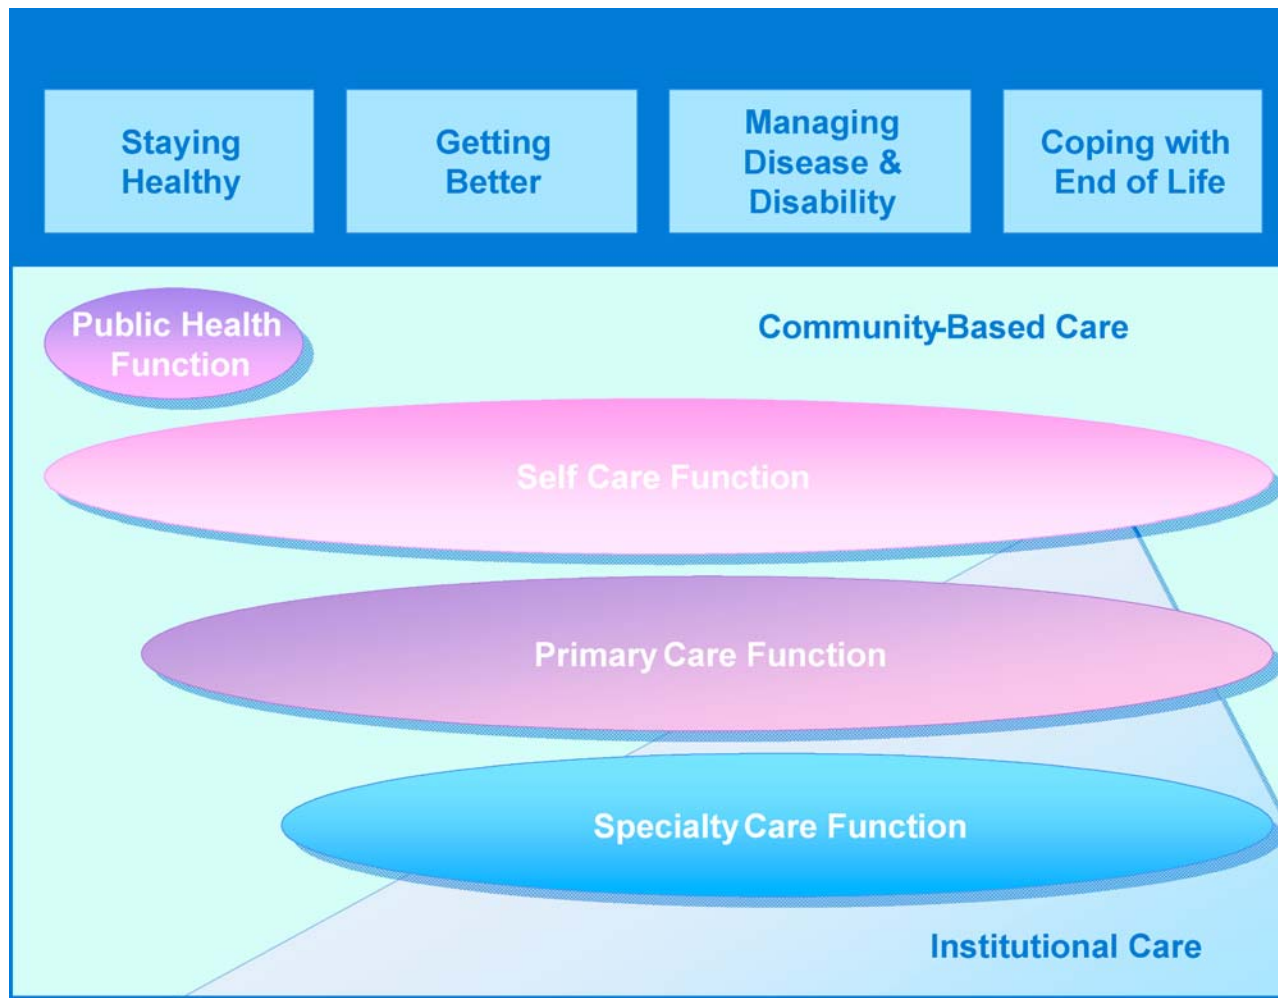 Staying
Healthy
Getting
Better
Managing
Disease &
Disability
Coping with
End of Life
Public Health
Function
Community-Based Care
Self Care Function
Primary Care Function
Specialty Care Function
Institutional Care